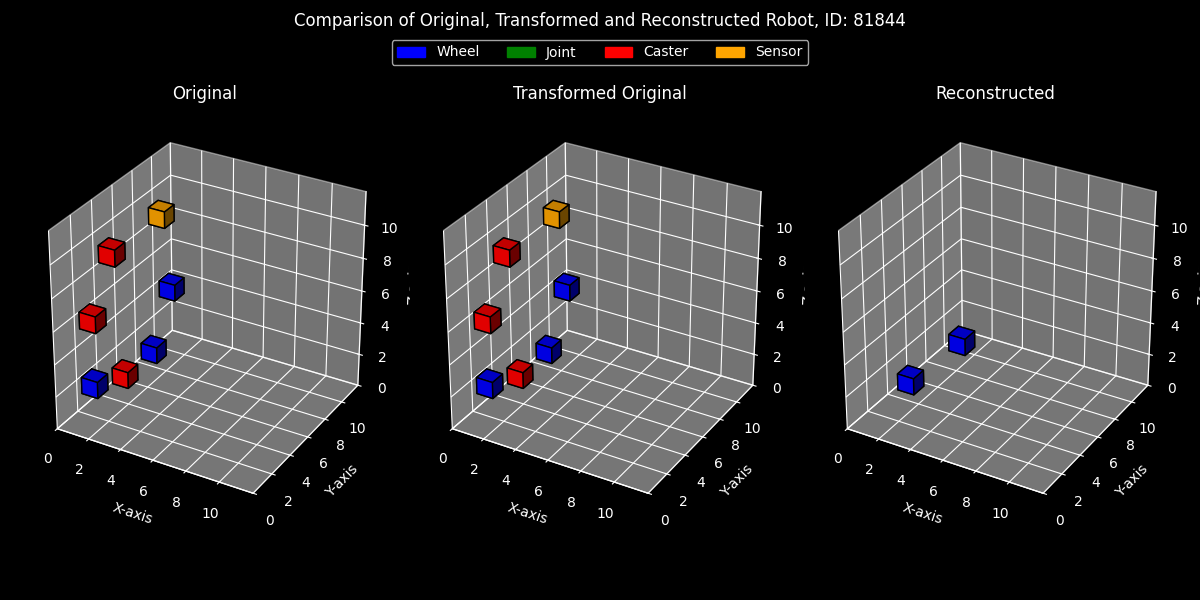 Comparison of Original, Transformed and Reconstructed Robot, ID: 81844
Wheel Joint Caster Sensor
Original Transformed Original Reconstructed
10 10 10
8 8 8
6 6 6
4 4 4
2 2 2
0 0 0
10 10 10
8 8 8
6 6 6
4 4 4
2 2 2
0 0 0
0 2 4 6 8 10
0 2 4 6 8 10
0 2 4 6 8 10
X-axis Y-axis X-axis Y-axis X-axis Y-axis